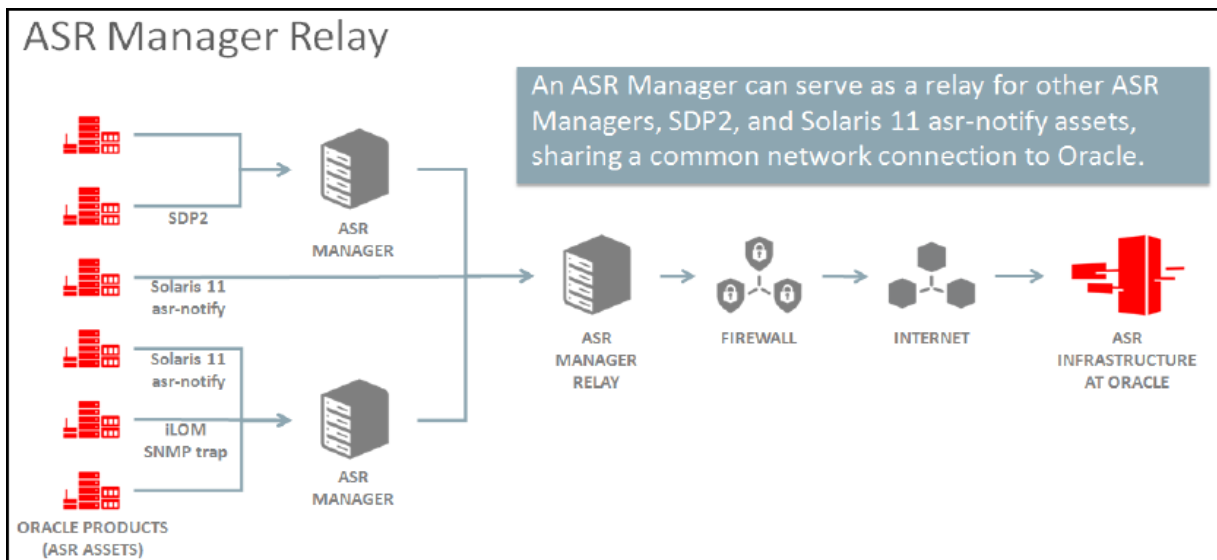 ASR Manager Relay
An ASR Manager can serve as a relay for other ASR
Managers, SDP2, and Solaris 11 asr-notify assets,
sharing a common network connection to Oracle.
SDP2
ASR
MANAGER
Solaris 11
asr-notify
Solaris 11
asr-notify
iLOM
SNMP trap
ASR
MANAGER
ORACLE PRODUCTS
(ASR ASSETS)
ASR
MANAGER
RELAY
FIREWALL
INTERNET
ASR
INFRASTRUCTURE
AT ORACLE